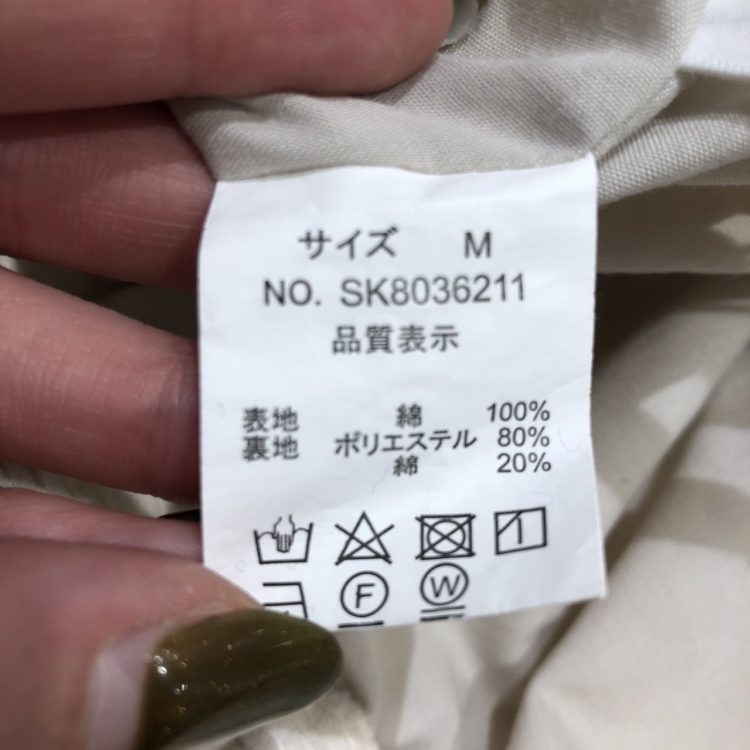 サイズ M
NO. SK8036211
品質表示
表地 綿 100%
裏地 ポリエステル 80%
綿 20%
F W